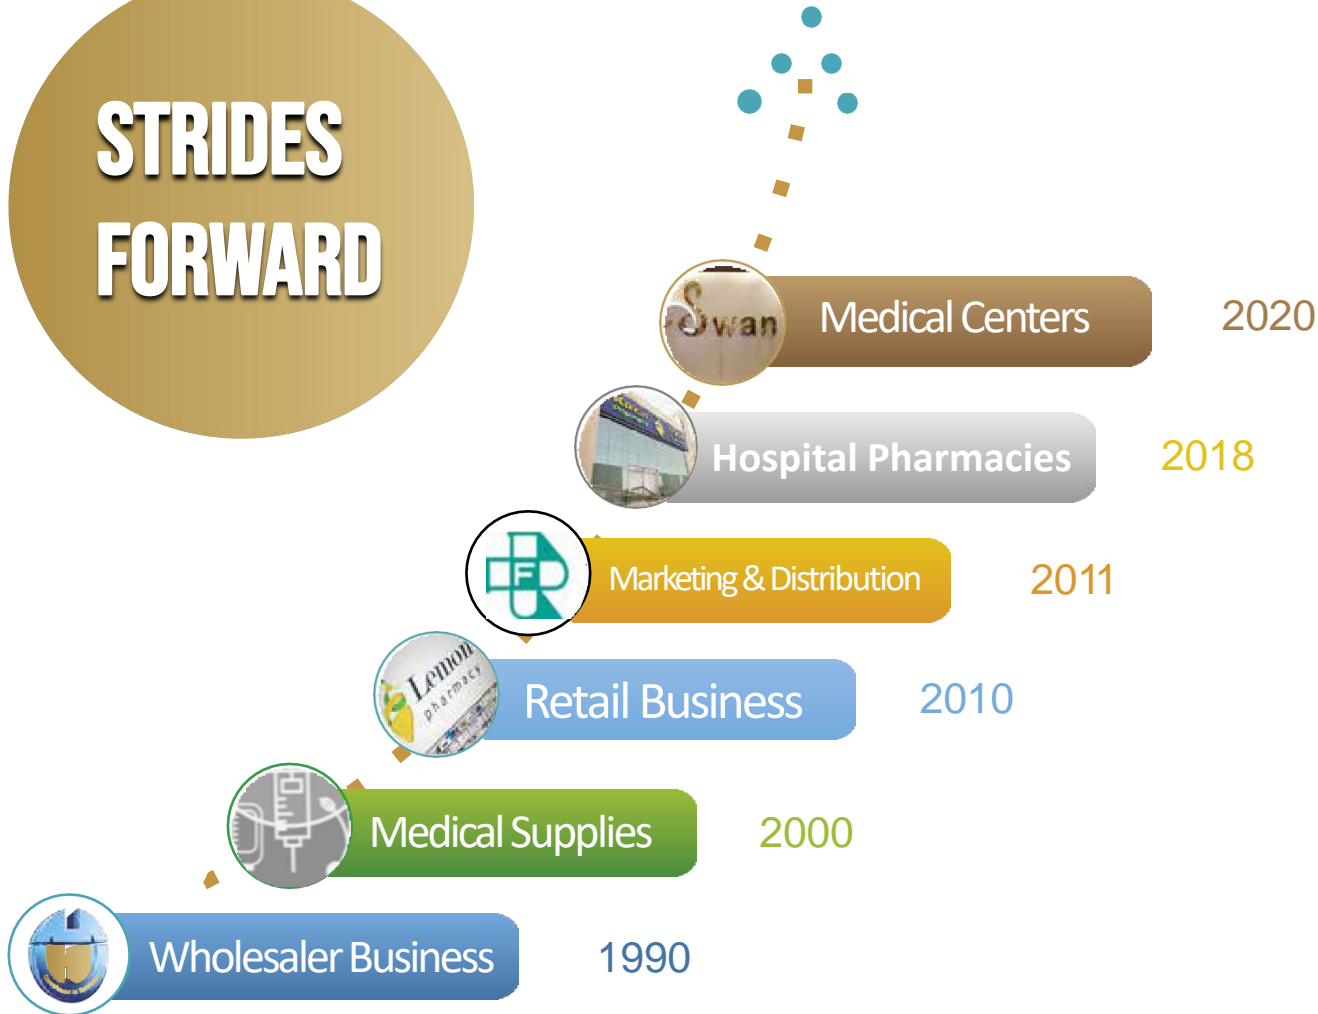 STRIDES
FORWARD
Swan
Medical Centers 2020
Hospital Pharmacies 2018
F
Marketing & Distribution 2011
Lemon
pharmacy
Retail Business 2010
Medical Supplies 2000
Wholesaler Business 1990